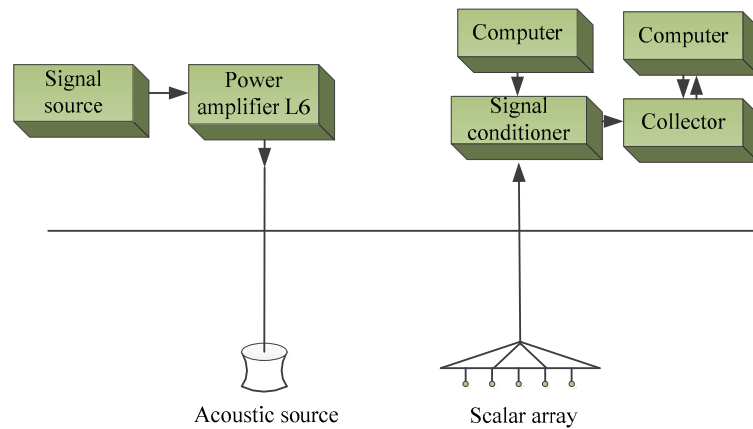 Signal
source
Power
amplifier L6
Computer
Signal
conditioner
Computer
Collector
Acoustic source
Scalar array